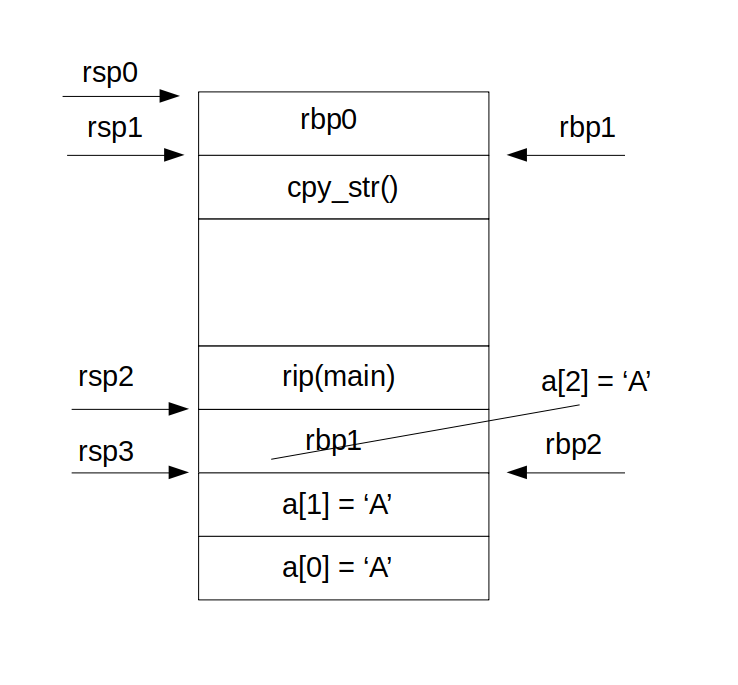 rsp0
rbp0
rsp1
rbp1
cpy_str()
rsp2
rip(main)
a[2] = ‘A’
rsp3
rbp1
rbp2
a[1] = ‘A’
a[0] = ‘A’